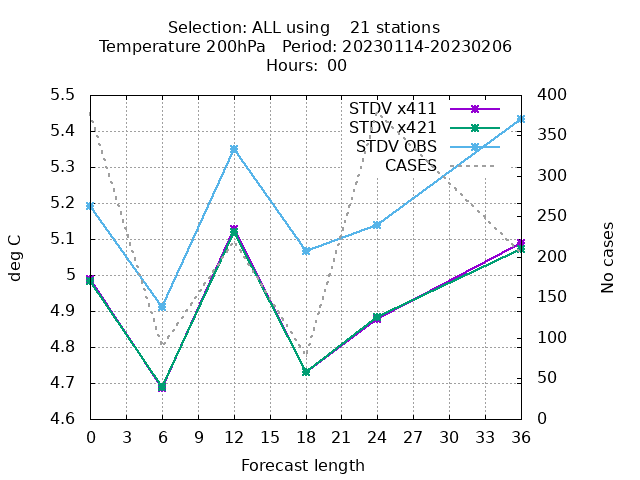 Selection: ALL using    21 stations
Temperature 200hPa   Period: 20230114-20230206
Hours:  00
STDV x411
STDV x421
STDV OBS
CASES
5.5
5.4
5.3
5.2
5.1
5
4.9
4.8
4.7
4.6
deg C
400
350
300
250
200
150
100
50
0
No cases
0 3 6 9 12 15 18 21 24 27 30 33 36
Forecast length